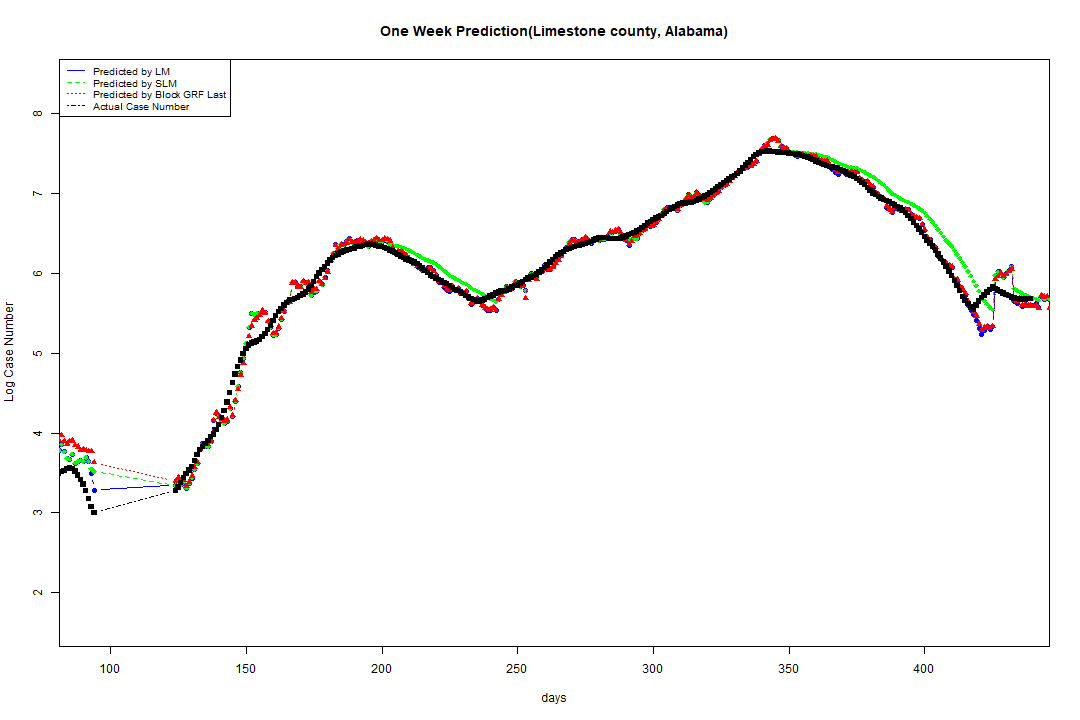 One Week Prediction(Limestone county, Alabama)
Predicted by LM
Predicted by SLM
Predicted by Block GRF Last
Actual Case Number
8
7
6
5
4
3
2
Log Case Number
100 150 200 250 300 350 400
days